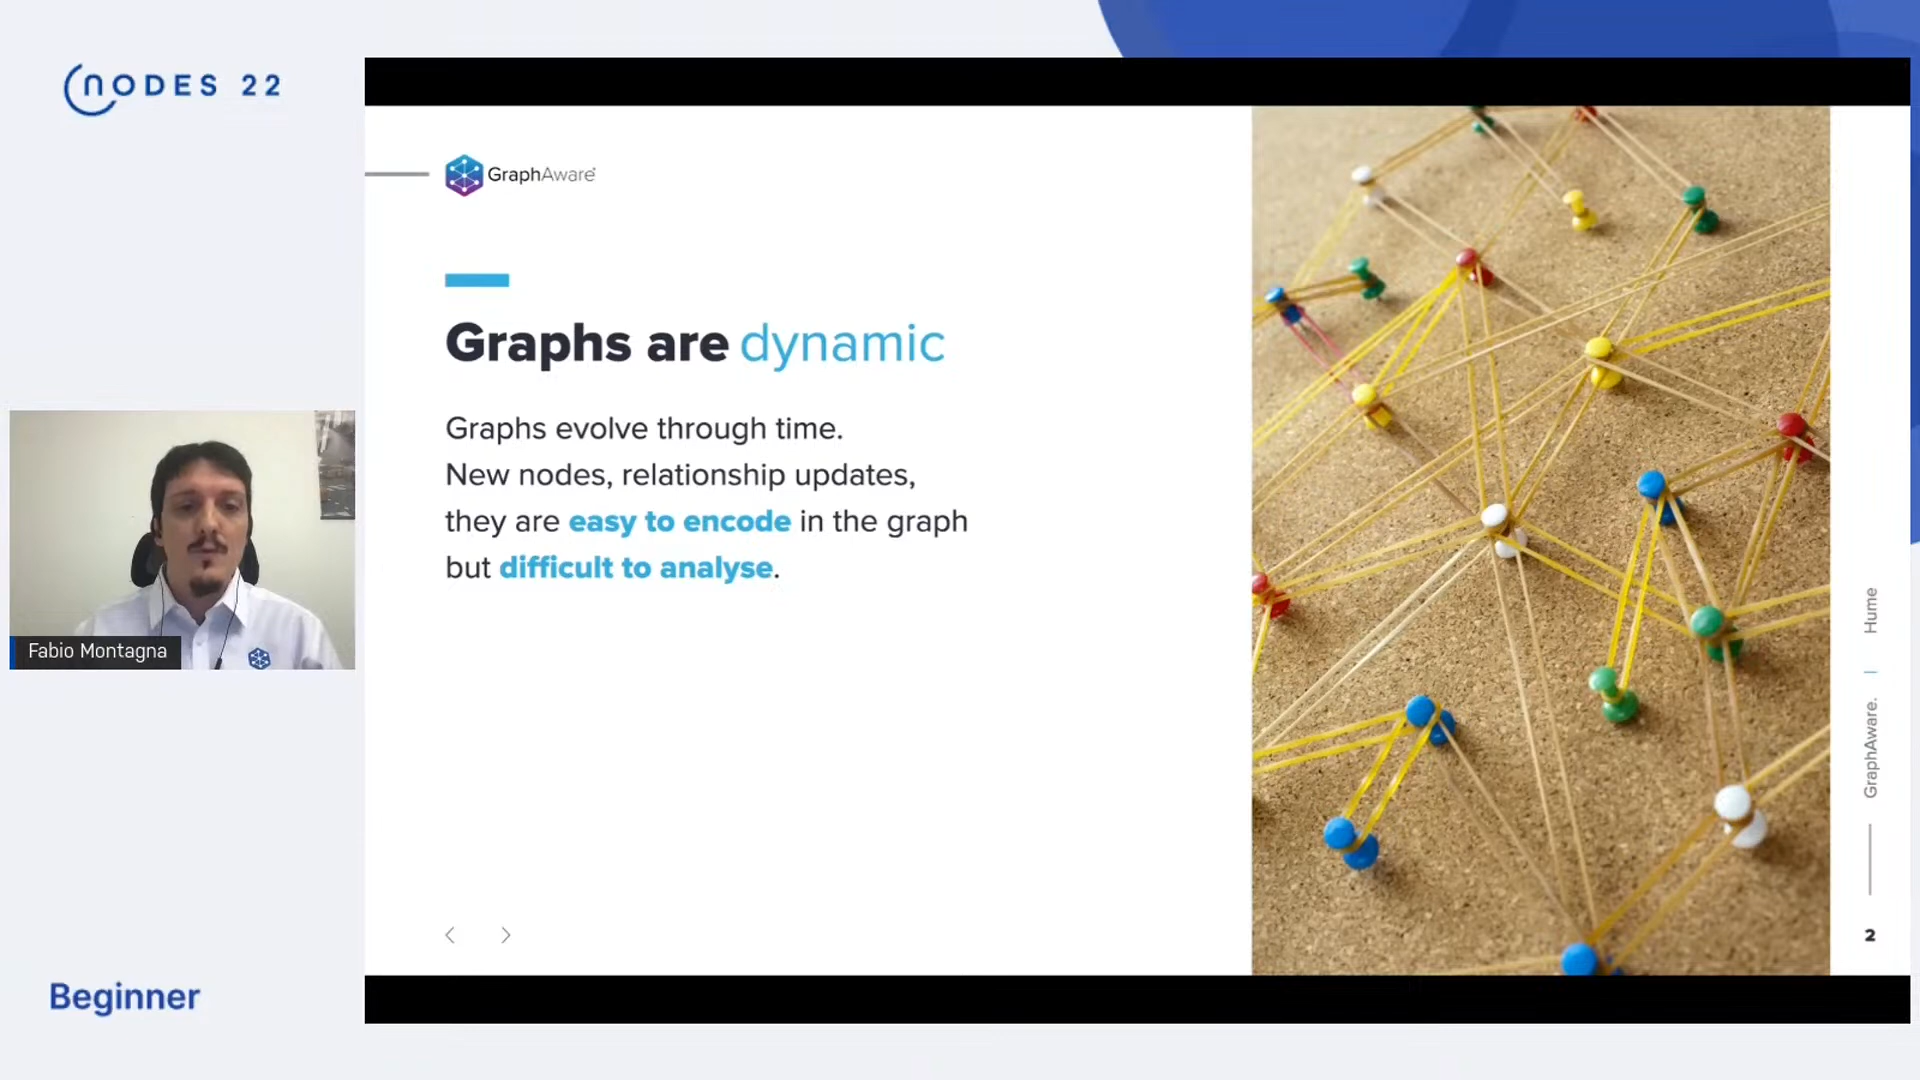 NODES 22
GraphAware
Graphs are dynamic
Graphs evolve through time.
New nodes, relationship updates,
they are easy to encode in the graph
but difficult to analyse.
Fabio Montagna
Beginner
GraphAware. | Hume
2